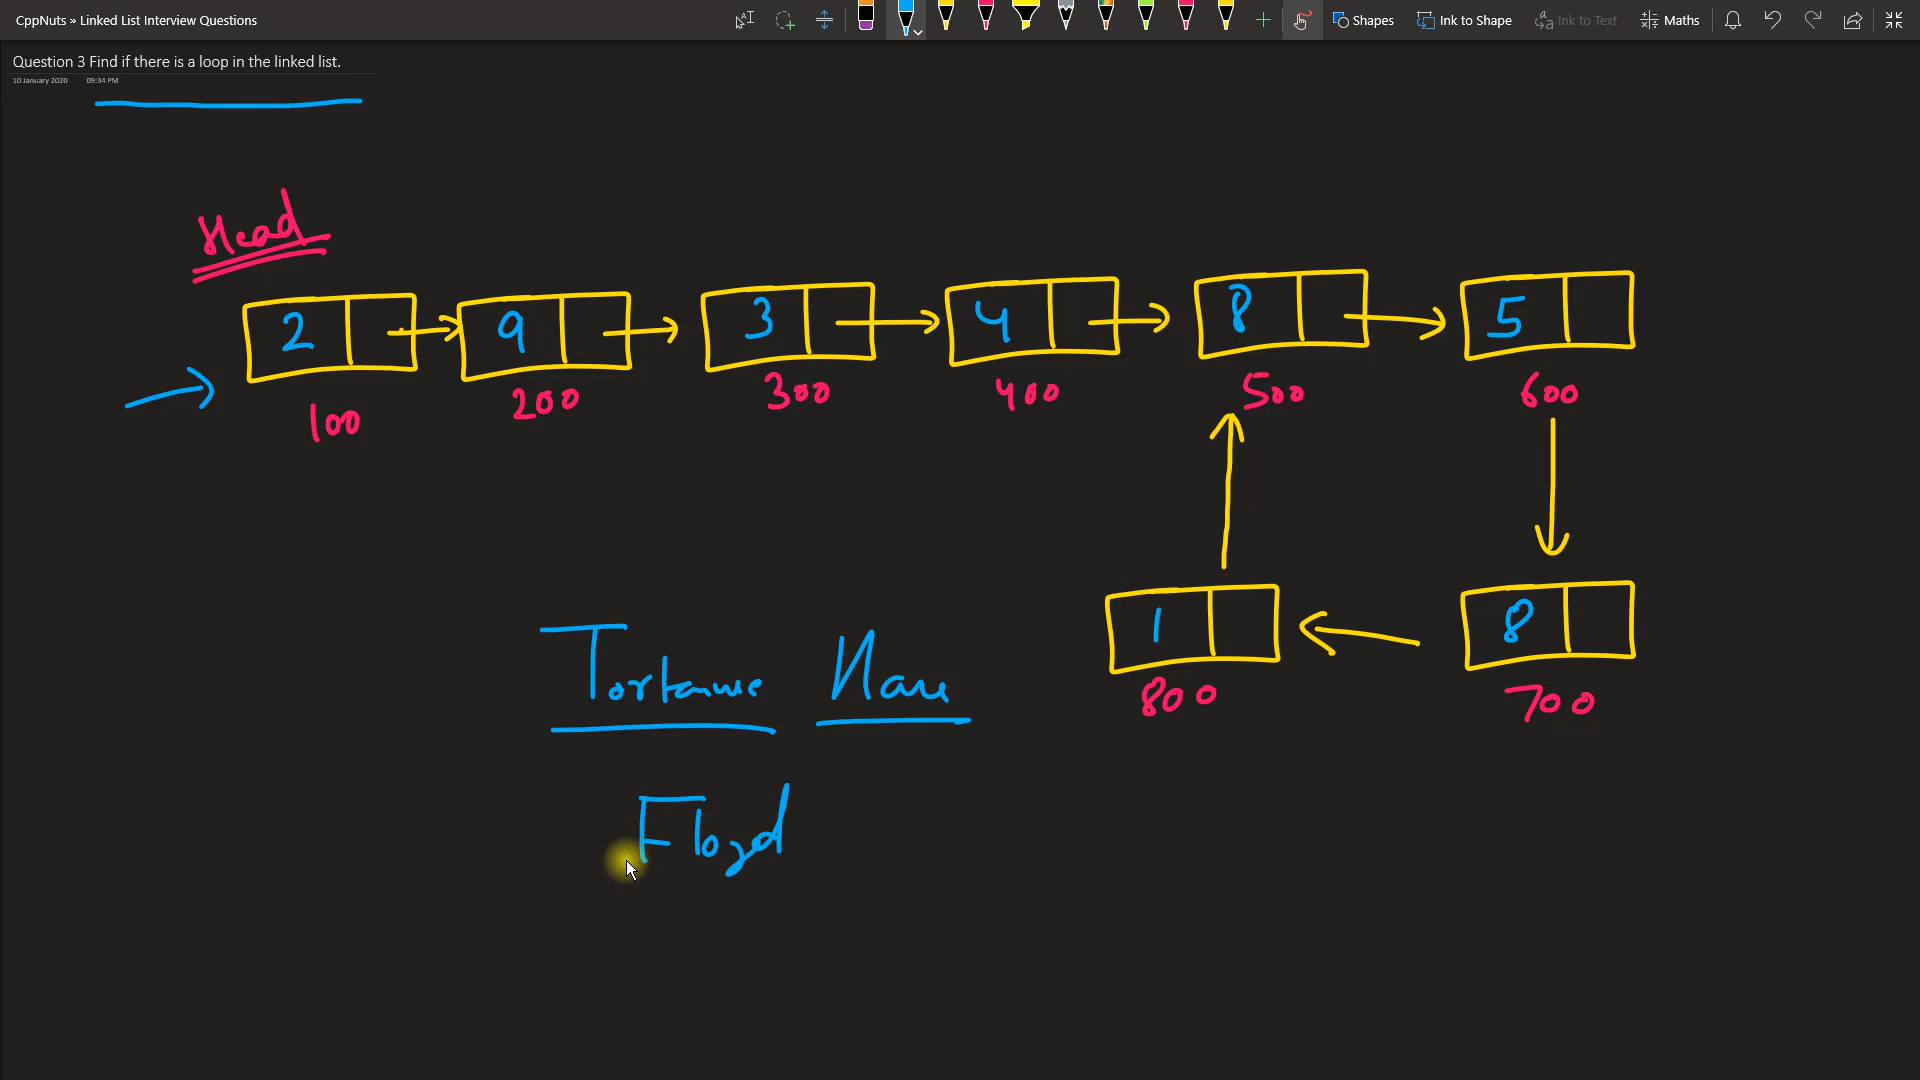 CppNuts » Linked List Interview Questions
Shapes Ink to Shape Ink to Text Maths
Question 3 Find if there is a loop in the linked list.
10 January 2020 09:34 PM
Head
2 9 3 4 8 5
100 200 300 400 500 600
1 8
800 700
Hare
Floyd